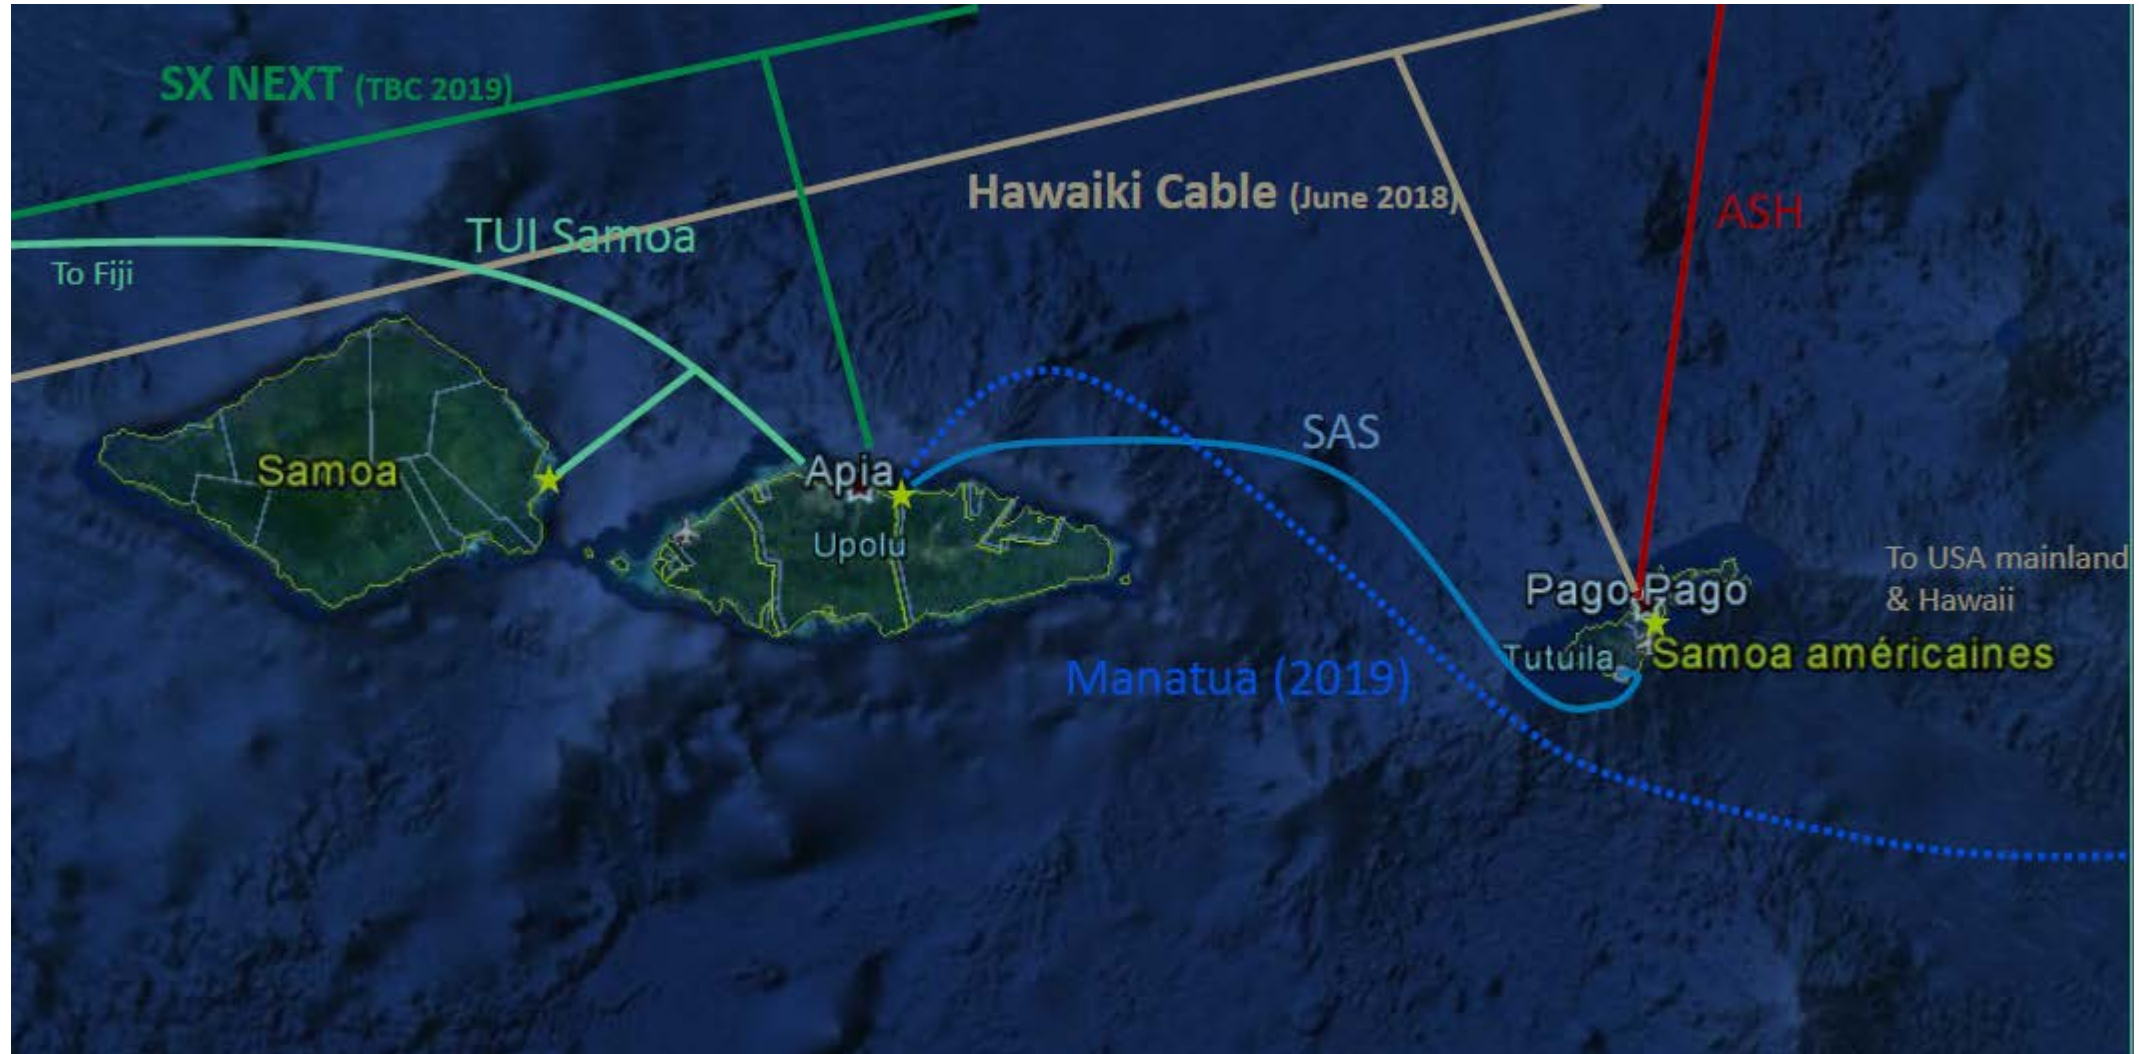 SX NEXT (TBC 2019)
Hawaiki Cable (June 2018)
ASH
TUI Samoa
To Fiji
SAS
Samoa
Apia
Upolu
To USA mainland
& Hawaii
Pago Pago
Tutuila
Samoa américaines
Manatua (2019)